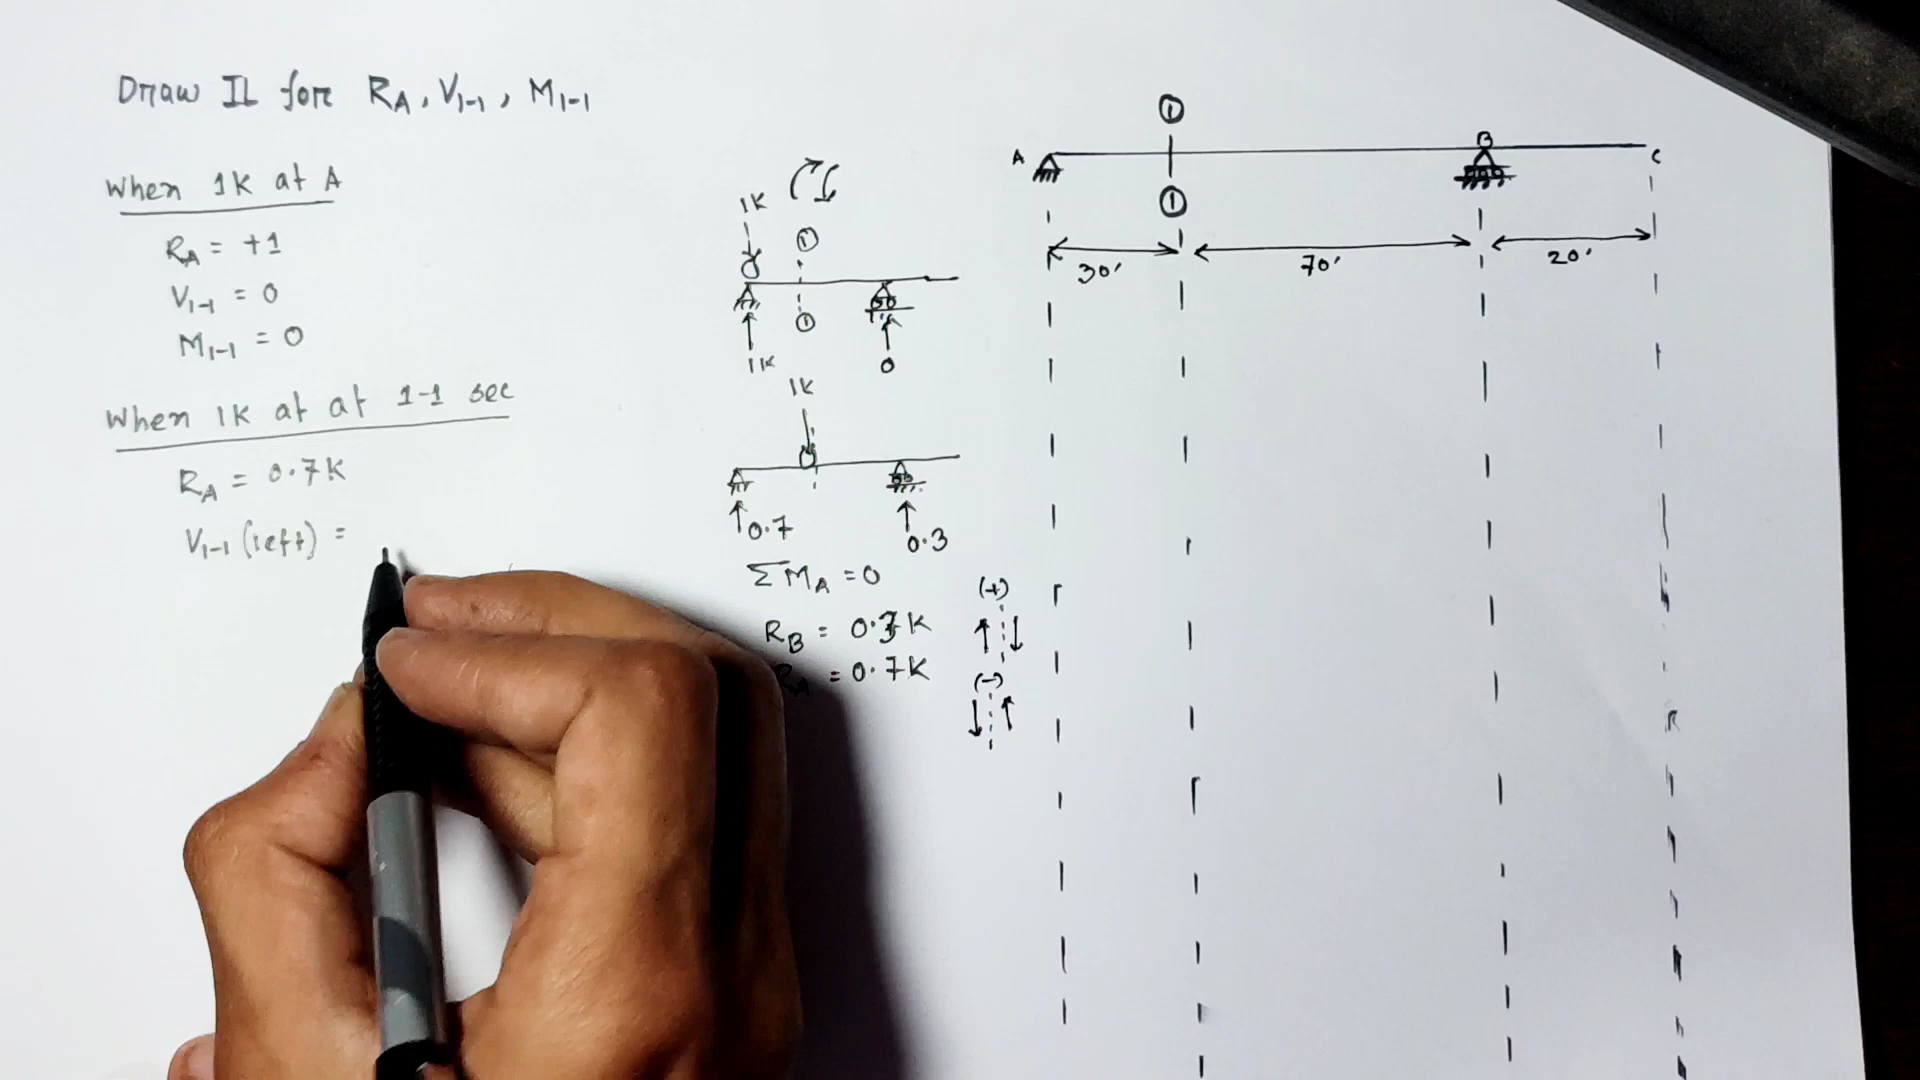 Draw IL for RA, V1-1, M1-1
When 1K at A
RA = +1
V1-1 = 0
M1-1 = 0
When 1K at at 1-1 sec
RA = 0.7K
V1-1 (left) =
1K
1
1
1K
0
1K
0.7
0.3
ΣMA = 0
RB = 0.3K
RA = 0.7K
(+)
(-)
1
A
B
C
1
30'
70'
20'